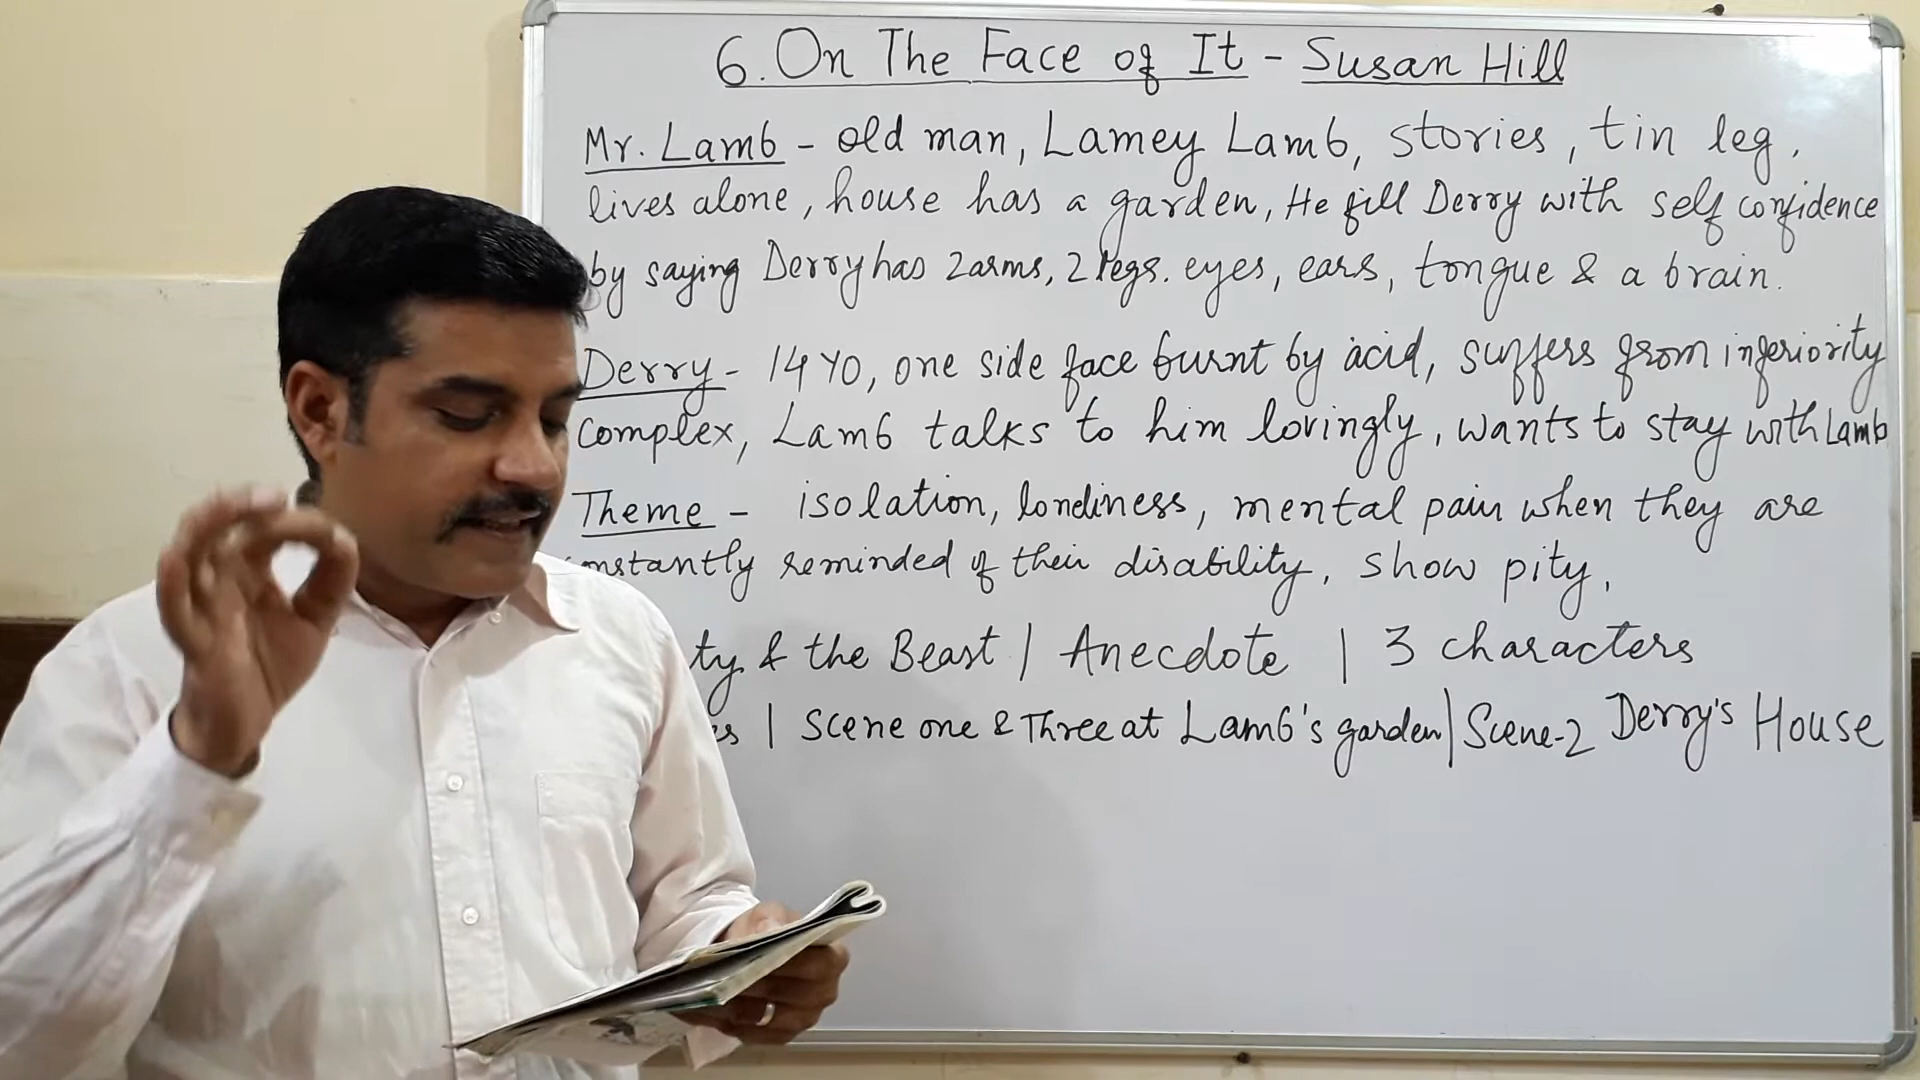 6. On The Face of It - Susan Hill
Mr. Lamb - old man, Lamey Lamb, stories, tin leg,
lives alone, house has a garden, He fill Derry with self confidence
by saying Derry has 2 arms, 2 legs. eyes, ears, tongue & a brain.
Derry - 14 YO, one side face burnt by acid, suffers from inferiority
complex, Lamb talks to him lovingly, wants to stay with Lamb
Theme - isolation, loneliness, mental pain when they are
nstantly reminded of their disability, show pity,
ty & the Beast | Anecdote | 3 characters
es | Scene one & Three at Lamb's garden | Scene-2 Derry's House